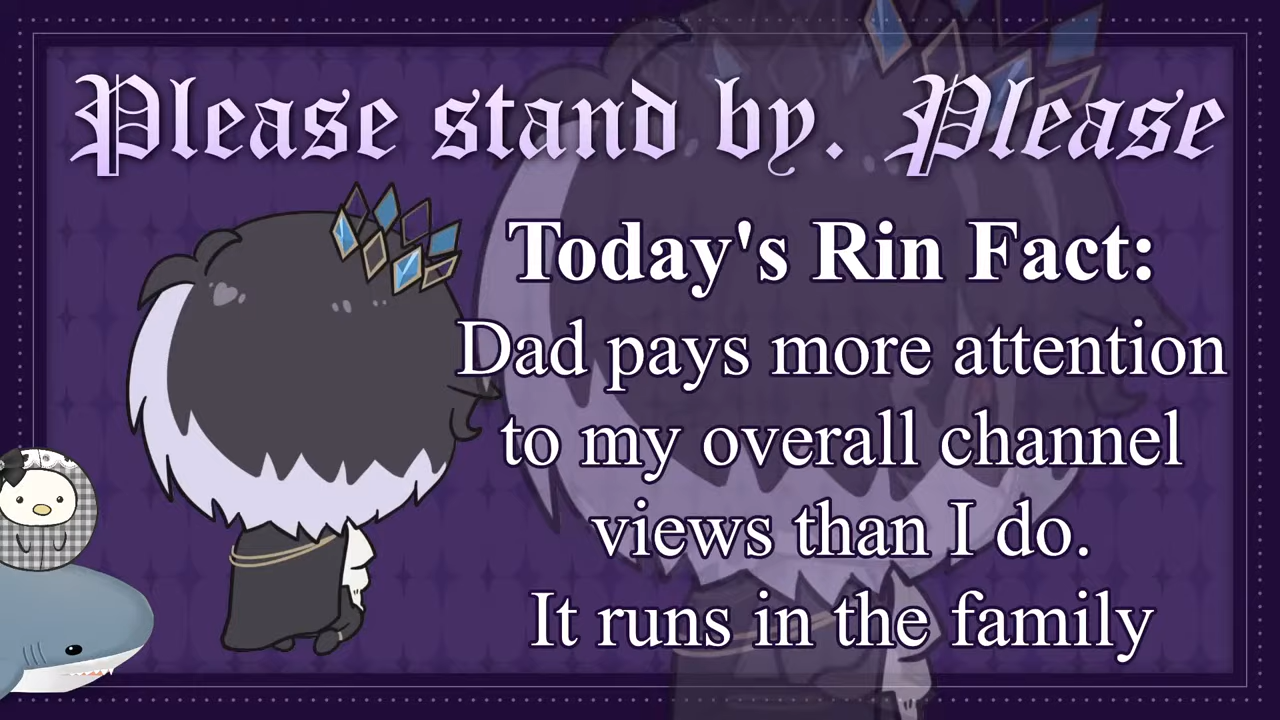 Please stand by. Please
Today's Rin Fact:
Dad pays more attention
to my overall channel
views than I do.
It runs in the family